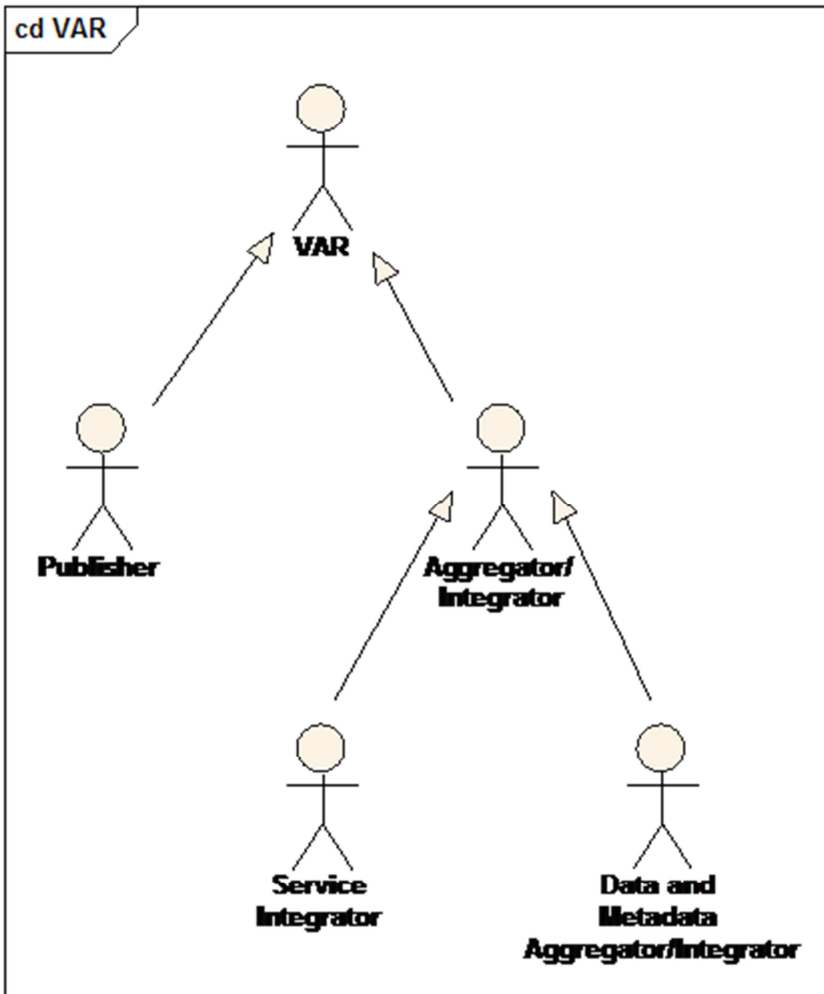 cd VAR
VAR
Publisher
Aggregator/
Integrator
Service
Integrator
Data and
Metadata
Aggregator/Integrator